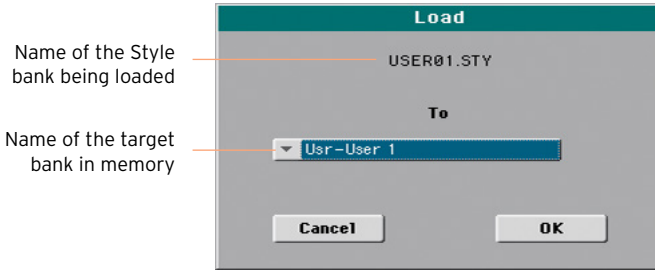 Load
Name of the Style
bank being loaded
USER01.STY
To
Name of the target
bank in memory
Usr-User 1
Cancel
OK